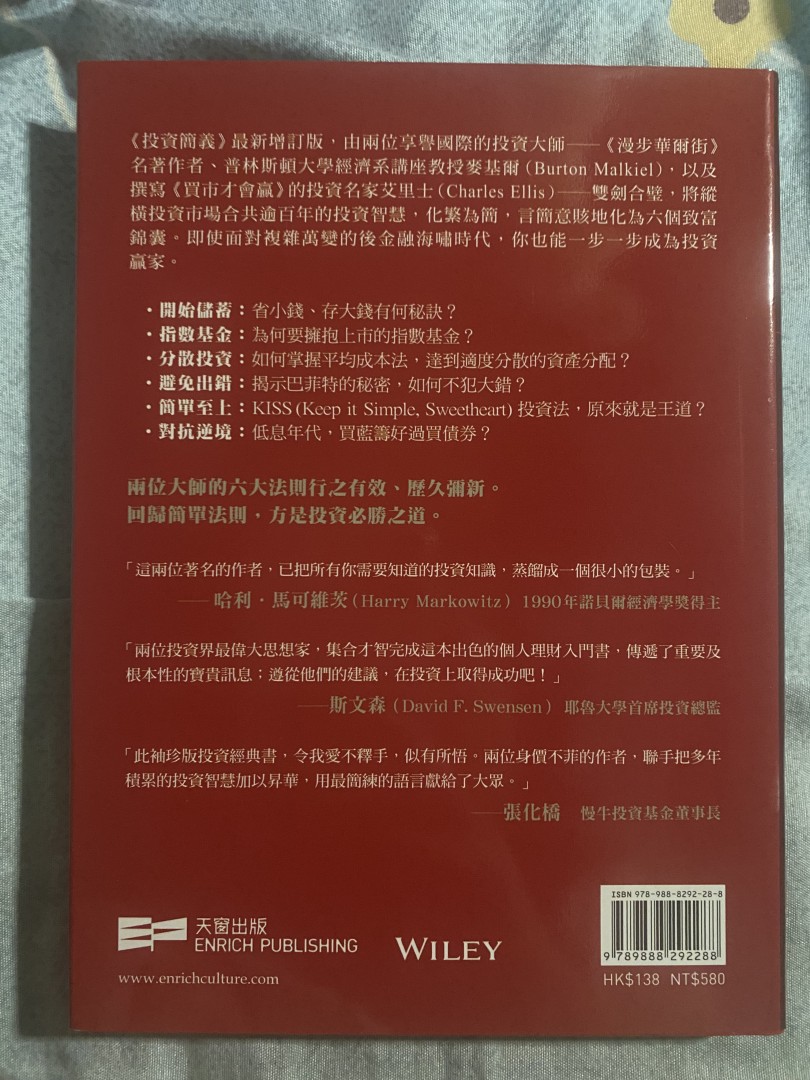 《投資簡義》最新增訂版，由兩位享譽國際的投資大師——《漫步華爾街》
名著作者、普林斯頓大學經濟系講座教授麥基爾（Burton Malkiel），以及
撰寫《買市才會贏》的投資名家艾里士（Charles Ellis）——雙劍合璧，將縱
橫投資市場合共逾百年的投資智慧，化繁為簡，言簡意賅地化為六個致富
錦囊。即使面對複雜萬變的後金融海嘯時代，你也能一步一步成為投資
贏家。
・開始儲蓄：省小錢、存大錢有何秘訣？
・指數基金：為何要擁抱上市的指數基金？
・分散投資：如何掌握平均成本法，達到適度分散的資產分配？
・避免出錯：揭示巴菲特的秘密，如何不犯大錯？
・簡單至上：KISS (Keep it Simple, Sweetheart) 投資法，原來就是王道？
・對抗逆境：低息年代，買藍籌好過買債券？
兩位大師的六大法則行之有效、歷久彌新。
回歸簡單法則，方是投資必勝之道。
「這兩位著名的作者，已把所有你需要知道的投資知識，蒸餾成一個很小的包裝。」
——哈利・馬可維茨（Harry Markowitz） 1990年諾貝爾經濟學獎得主
「兩位投資界最偉大思想家，集合才智完成這本出色的個人理財入門書，傳遞了重要及
根本性的寶貴訊息；遵從他們的建議，在投資上取得成功吧！」
——斯文森（David F. Swensen） 耶魯大學首席投資總監
「此袖珍版投資經典書，令我愛不釋手，似有所悟。兩位身價不菲的作者，聯手把多年
積累的投資智慧加以昇華，用最簡練的語言獻給了大眾。」
——張化橋 慢牛投資基金董事長
ISBN 978-988-8292-28-8
天窗出版
ENRICH PUBLISHING
WILEY
9 789888 292288
www.enrichculture.com
HK$138 NT$580